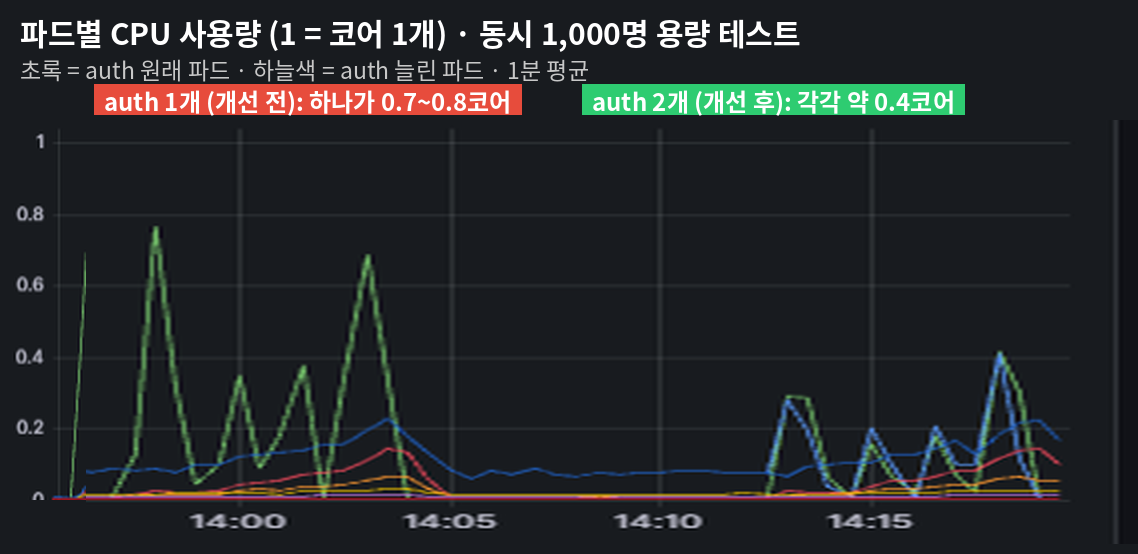 파드별 CPU 사용량 (1 = 코어 1개) · 동시 1,000명 용량 테스트
초록 = auth 원래 파드 · 하늘색 = auth 늘린 파드 · 1분 평균
auth 1개 (개선 전): 하나가 0.7~0.8코어
auth 2개 (개선 후): 각각 약 0.4코어
1
0.8
0.6
0.4
0.2
0
14:00 14:05 14:10 14:15